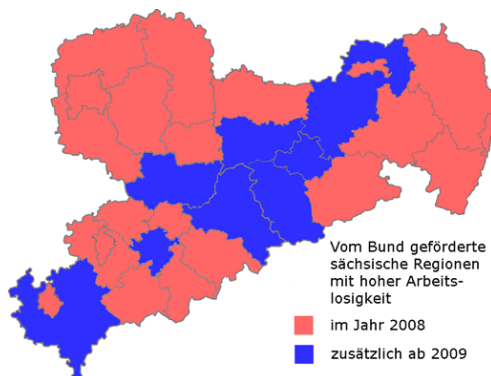 Vom Bund geförderte
sächsische Regionen
mit hoher Arbeits-
losigkeit
im Jahr 2008
zusätzlich ab 2009